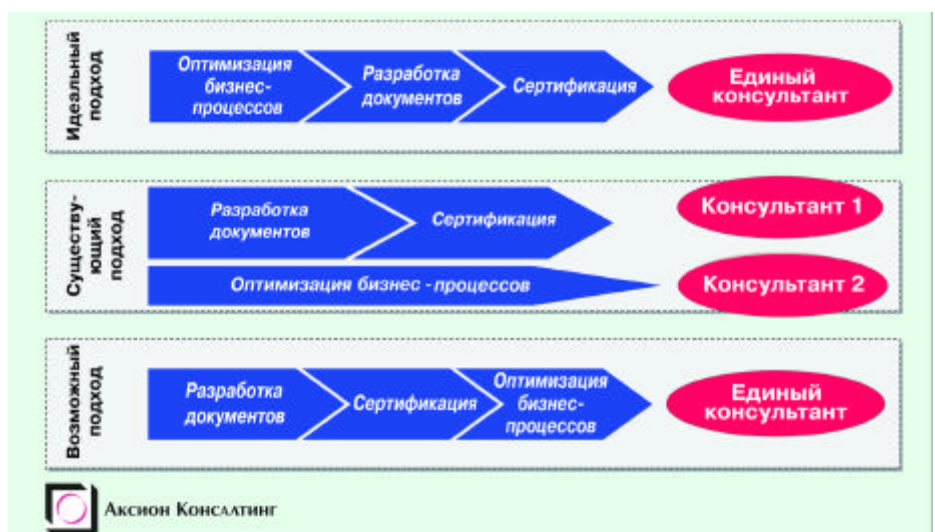 Идеальный
подход
Оптимизация
бизнес-
процессов
Разработка
документов
Сертификация
Единый
консультант
Существу-
ющий
подход
Разработка
документов
Сертификация
Консультант 1
Оптимизация бизнес - процессов
Консультант 2
Возможный
подход
Разработка
документов
Сертификация
Оптимизация
бизнес-
процессов
Единый
консультант
Аксион Консалтинг